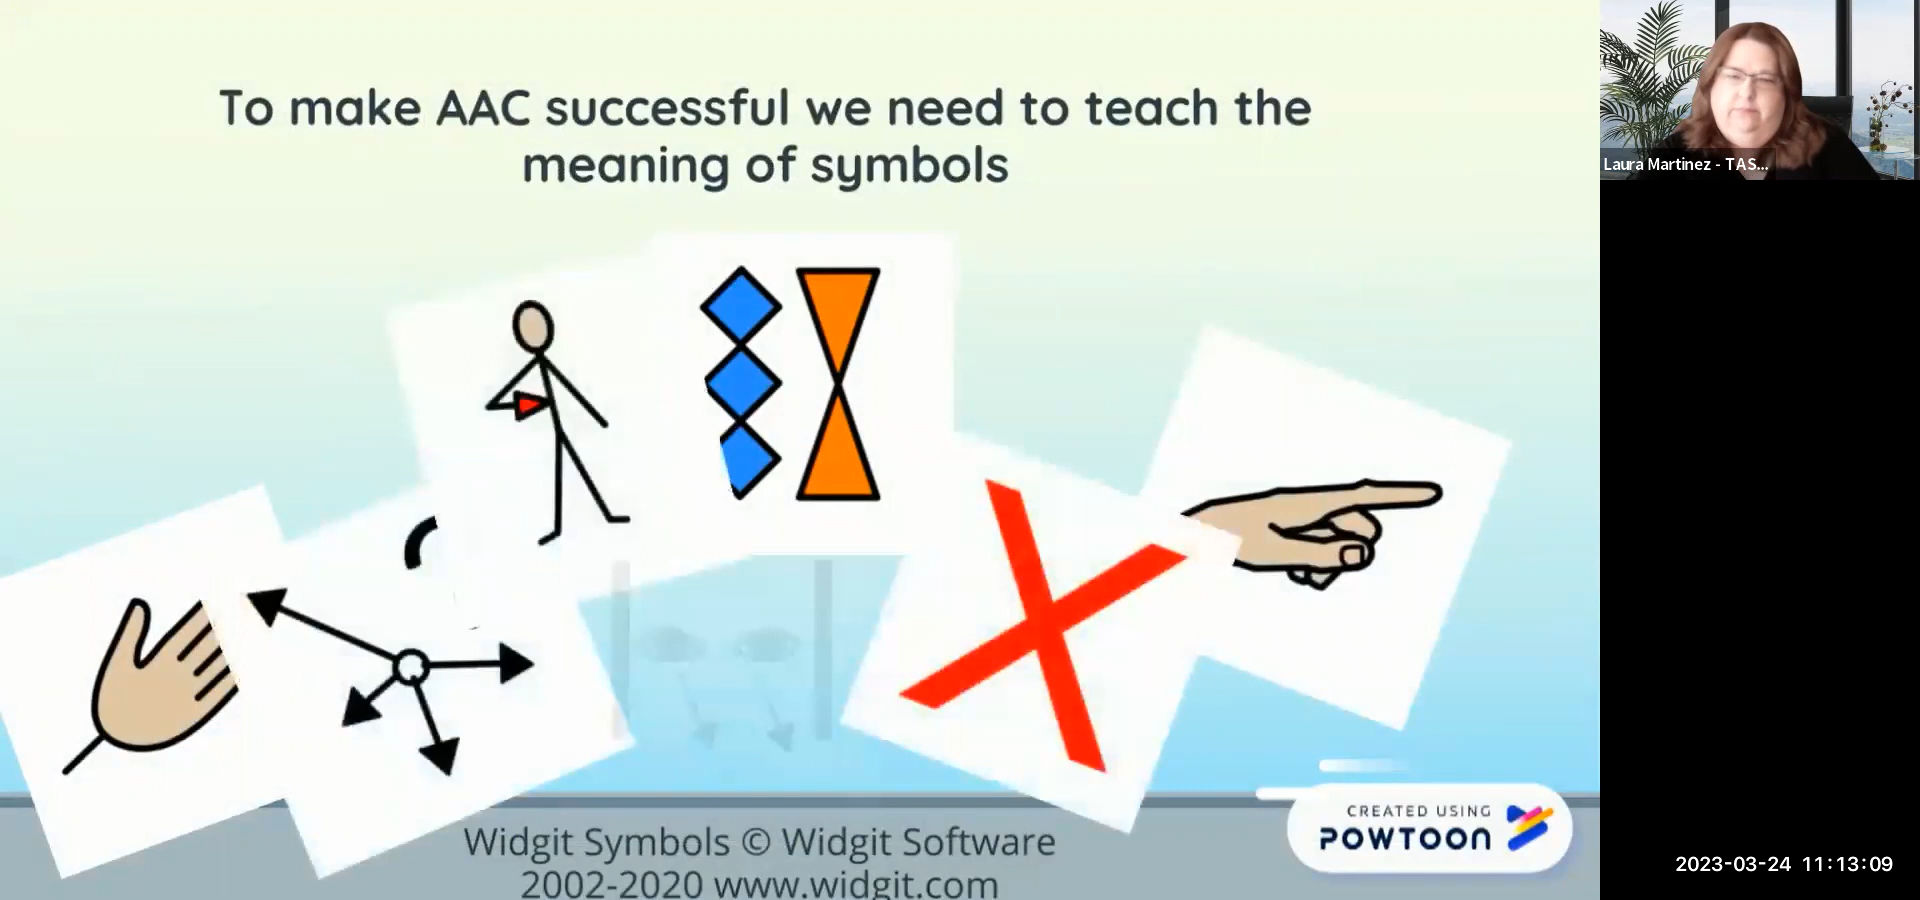 To make AAC successful we need to teach the
meaning of symbols
Laura Martinez - TAS...
CREATED USING
POWTOON
Widgit Symbols © Widgit Software
2002-2020 www.widgit.com
2023-03-24 11:13:09